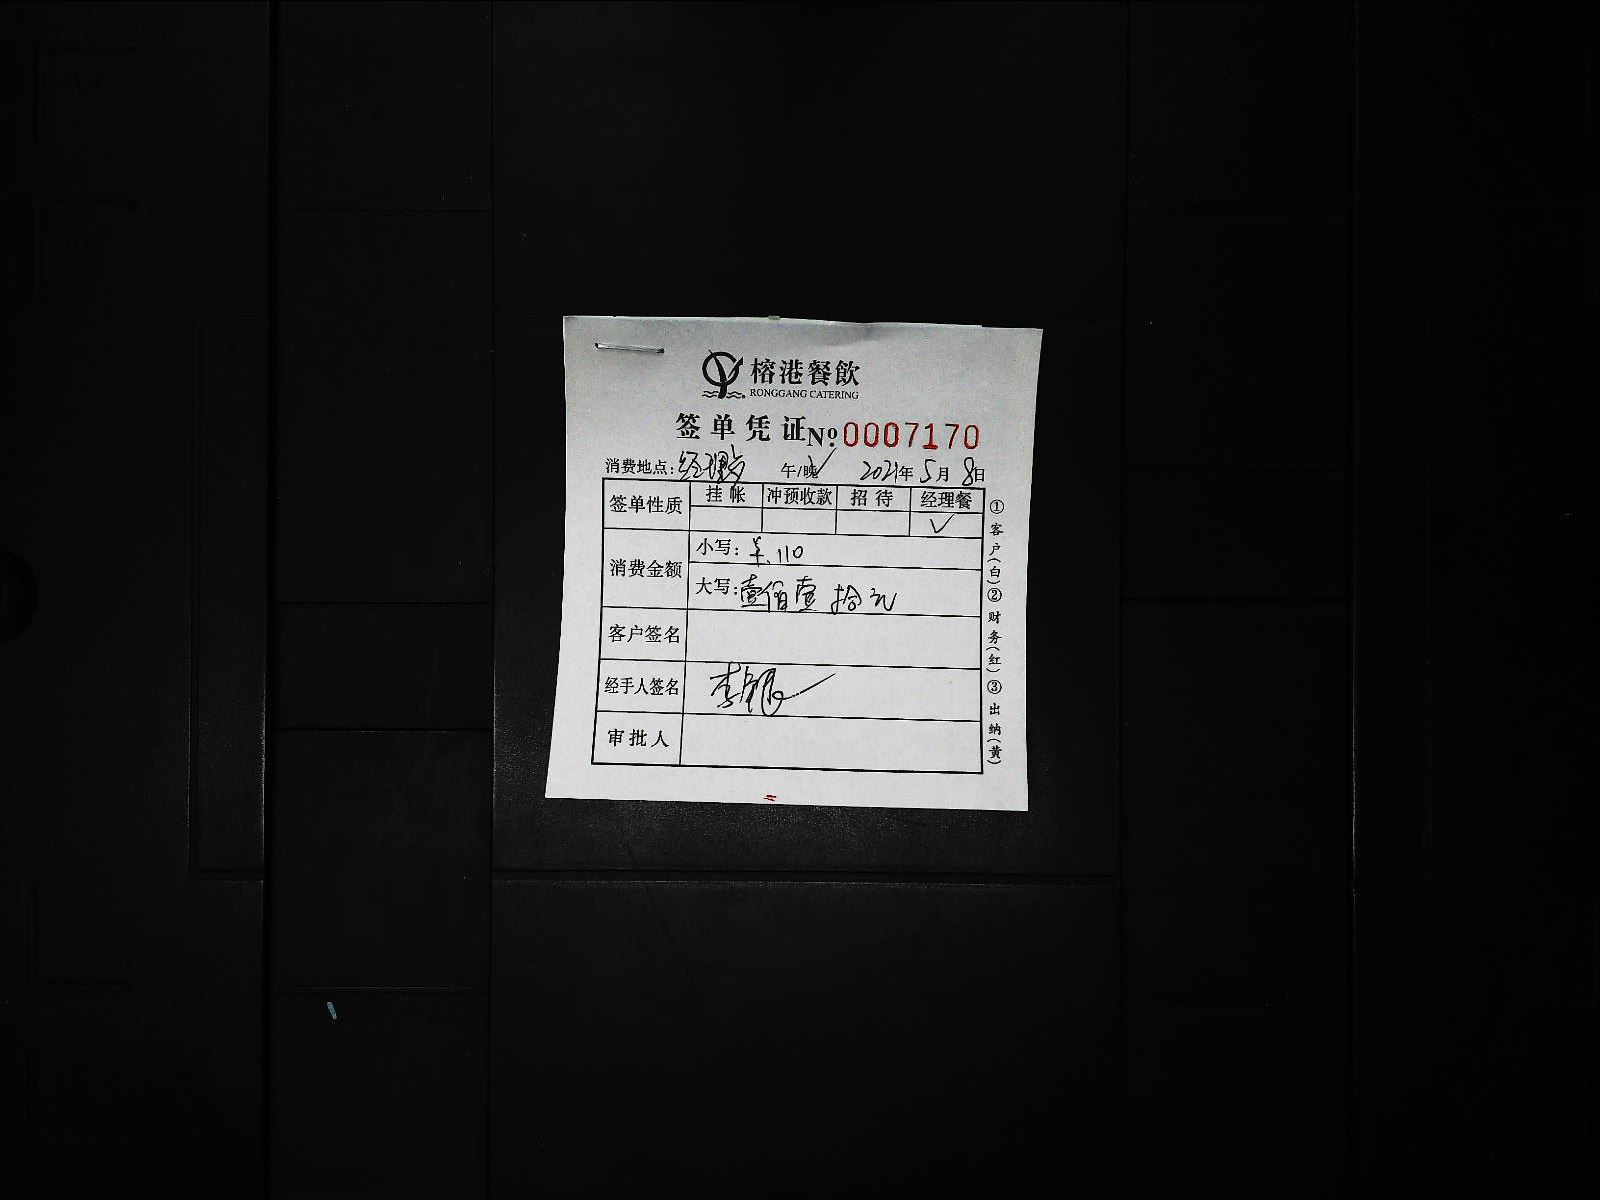 榕港餐飲
RONGGANG CATERING
签单凭证 №0007170
消费地点: 经理 午/晚✓ 2021年5月8日
签单性质 挂帐 冲预收款 招待 经理餐
✓
消费金额 小写: ¥.110
大写: 壹佰壹拾元
客户签名
经手人签名 李
审批人
①客户(白)②财务(红)③出纳(黄)